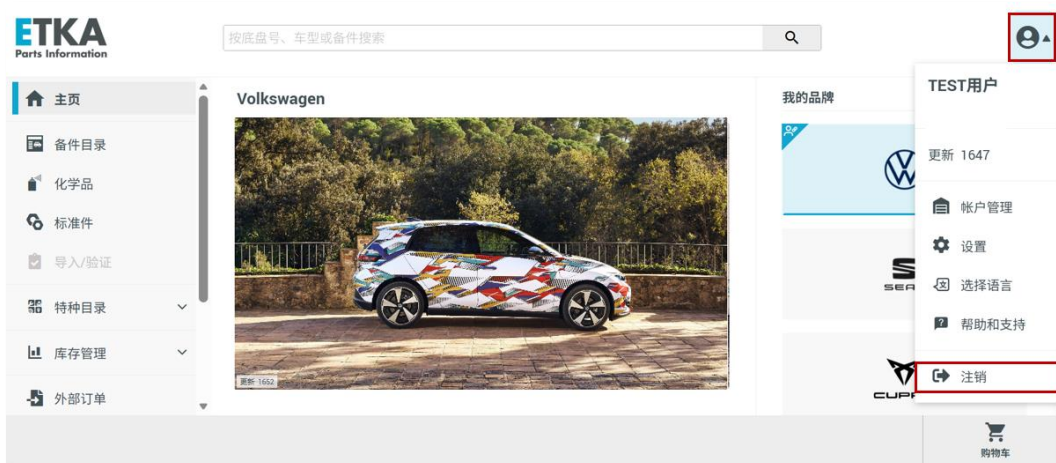 ETKA
Parts Information
按底盘号、车型或备件搜索
主页
备件目录
化学品
标准件
导入/验证
特种目录
库存管理
外部订单
Volkswagen
更新 1652
我的品牌
TEST用户
更新 1647
帐户管理
设置
选择语言
帮助和支持
注销
购物车